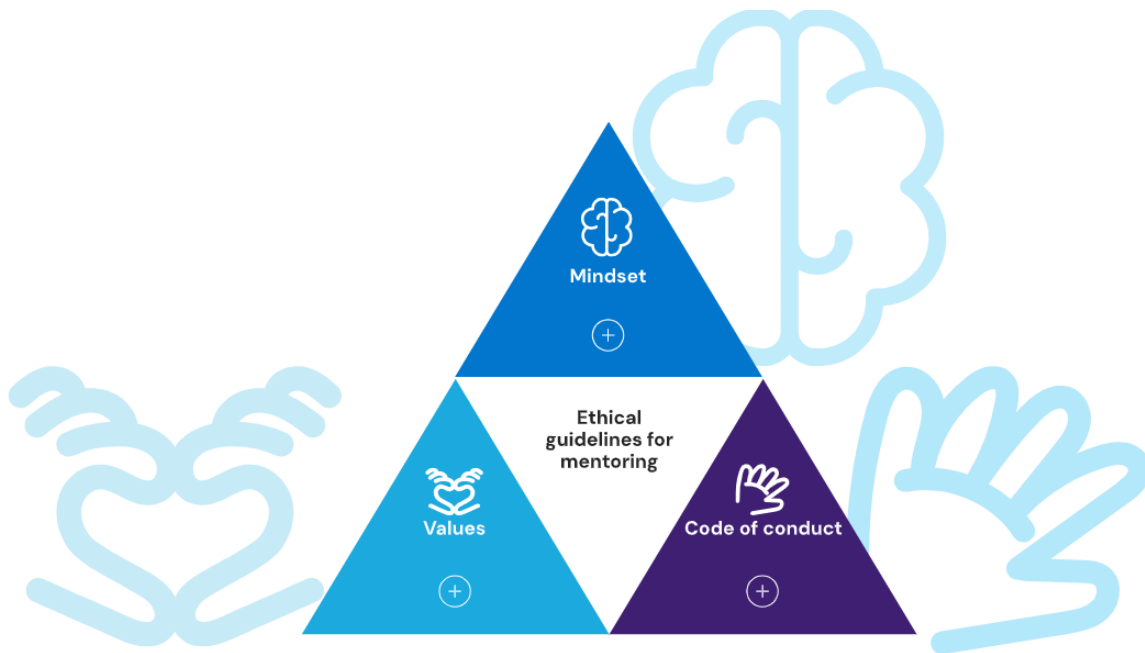 Mindset
Ethical
guidelines for
mentoring
Values
Code of conduct